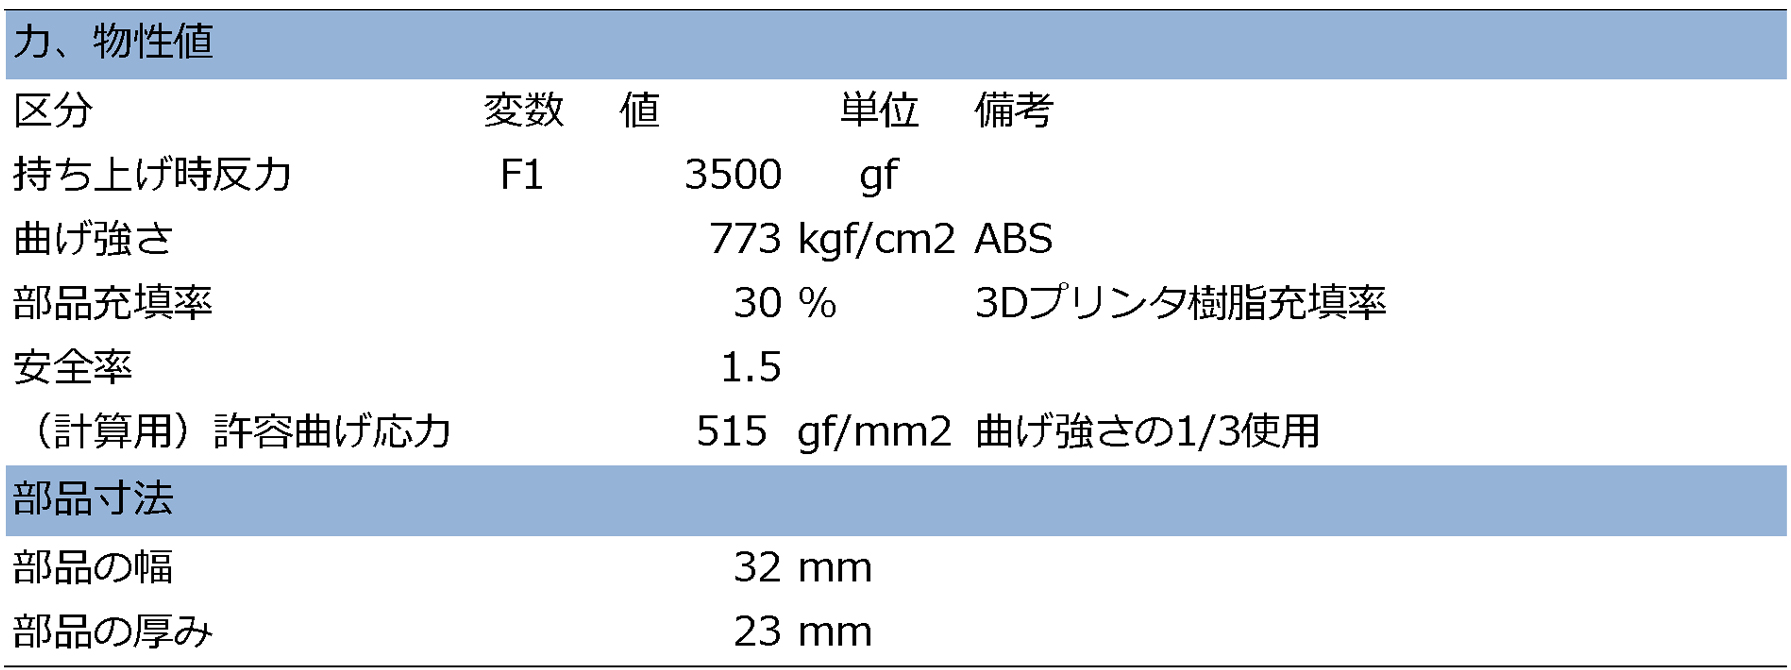 力、物性値
区分 変数 値 単位 備考
持ち上げ時反力 F1 3500 gf
曲げ強さ 773 kgf/cm2 ABS
部品充填率 30 % 3Dプリンタ樹脂充填率
安全率 1.5
（計算用）許容曲げ応力 515 gf/mm2 曲げ強さの1/3使用
部品寸法
部品の幅 32 mm
部品の厚み 23 mm